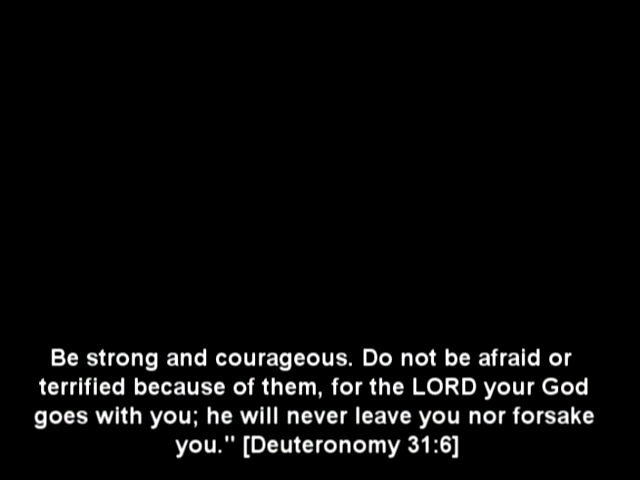 Be strong and courageous. Do not be afraid or
terrified because of them, for the LORD your God
goes with you; he will never leave you nor forsake
you." [Deuteronomy 31:6]